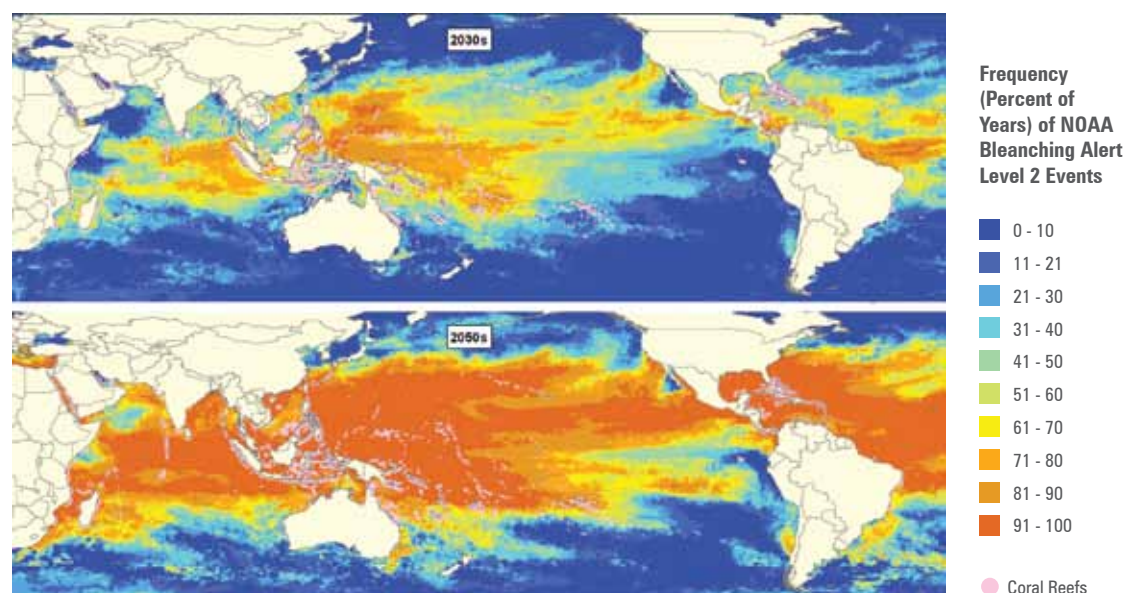 2030s
2050s
Frequency
(Percent of
Years) of NOAA
Bleanching Alert
Level 2 Events
0 - 10
11 - 21
21 - 30
31 - 40
41 - 50
51 - 60
61 - 70
71 - 80
81 - 90
91 - 100
Coral Reefs